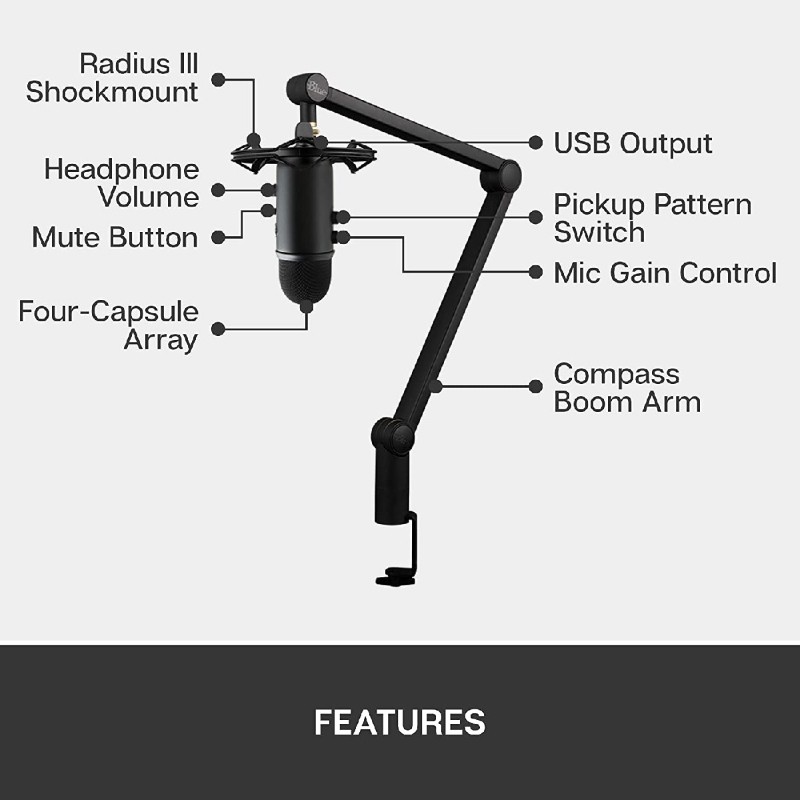 Radius III
Shockmount
Headphone
Volume
Mute Button
Four-Capsule
Array
Blue
USB Output
Pickup Pattern
Switch
Mic Gain Control
Compass
Boom Arm
FEATURES